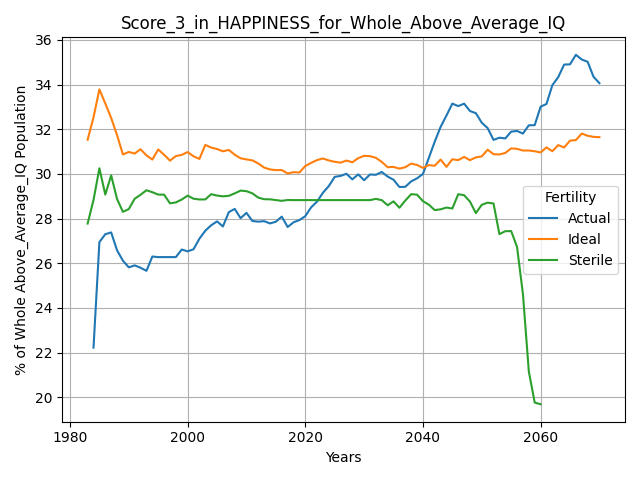 Score_3_in_HAPPINESS_for_Whole_Above_Average_IQ
% of Whole Above_Average_IQ Population
36
34
32
30
28
26
24
22
20
Fertility
Actual
Ideal
Sterile
1980 2000 2020 2040 2060
Years